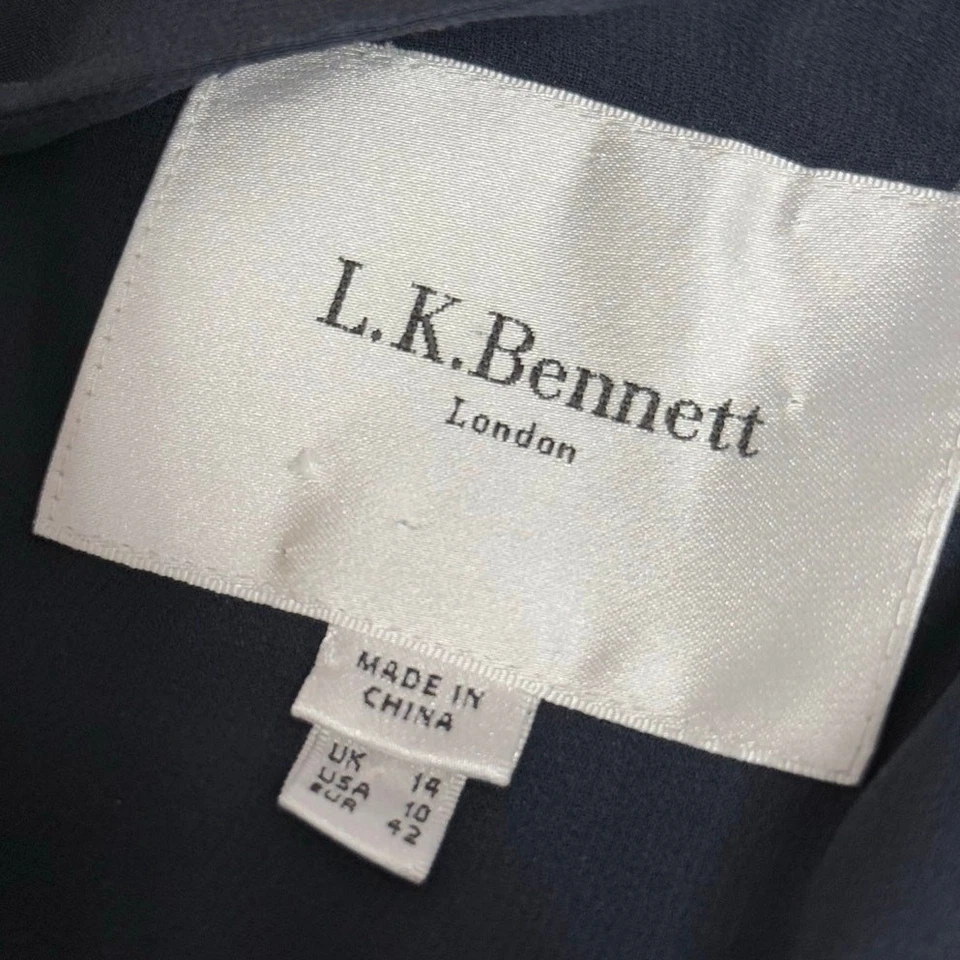 L.K.Bennett
London
MADE IN
CHINA
UK 14
USA 10
EUR 42